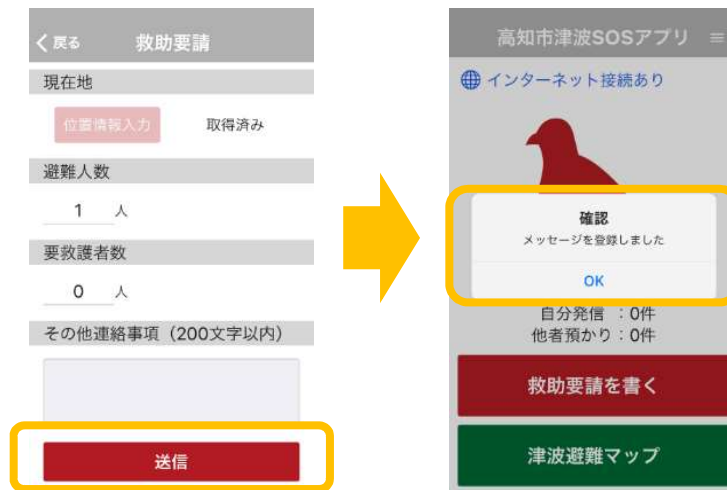 戻る 救助要請
現在地
位置情報入力 取得済み
避難人数
1 人
要救護者数
0 人
その他連絡事項（200文字以内）
送信
高知市津波SOSアプリ
インターネット接続あり
確認
メッセージを登録しました
OK
自分発信 ：0件
他者預かり：0件
救助要請を書く
津波避難マップ